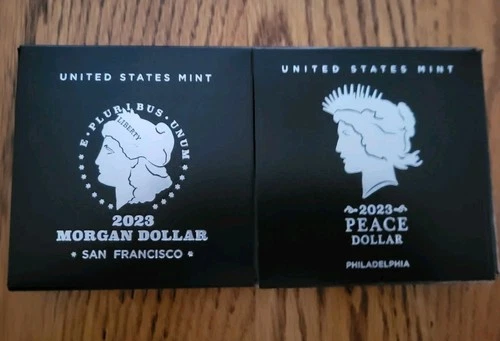 UNITED STATES MINT
E · PLURIBUS · UNUM
LIBERTY
2023
MORGAN DOLLAR
• SAN FRANCISCO •
UNITED STATES MINT
2023
PEACE
DOLLAR
PHILADELPHIA